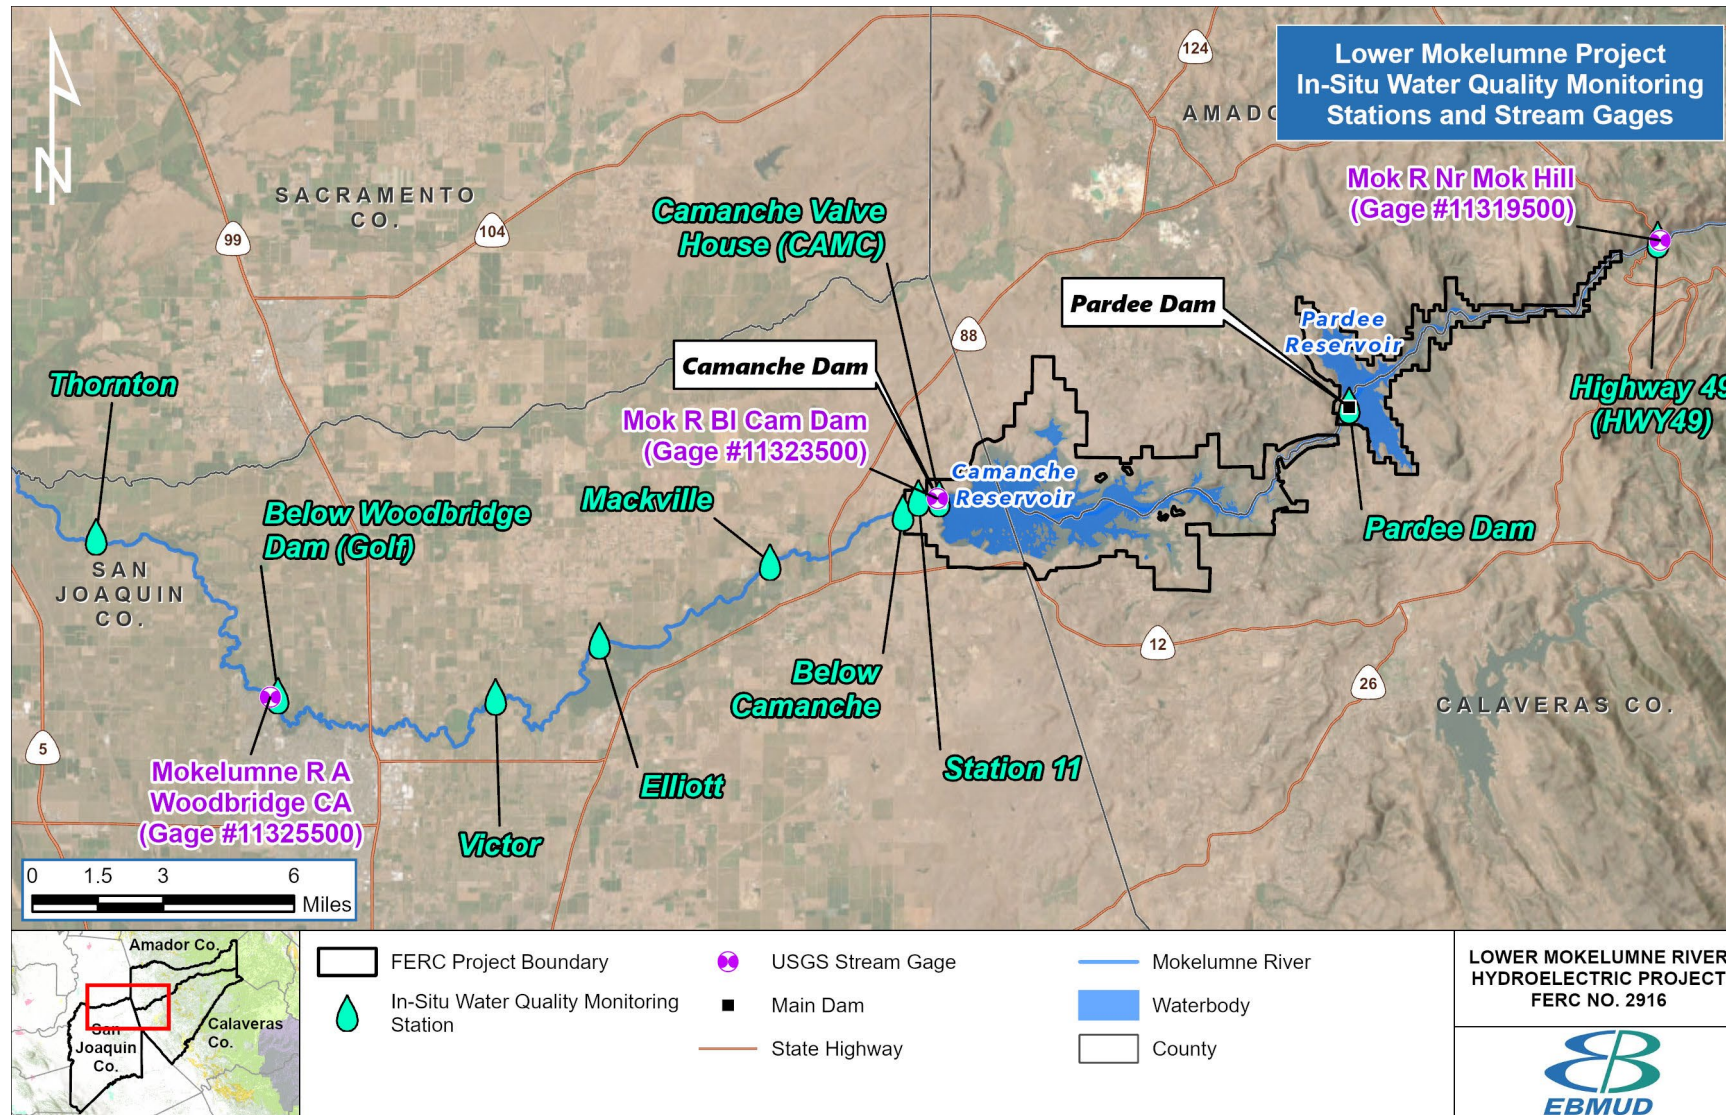 Lower Mokelumne Project
In-Situ Water Quality Monitoring
Stations and Stream Gages
N
124
AMADO
SACRAMENTO
CO.
99
104
Camanche Valve
House (CAMC)
Mok R Nr Mok Hill
(Gage #11319500)
Pardee Dam
Pardee
Reservoir
88
Camanche Dam
Thornton
Highway 49
(HWY49)
Mok R Bl Cam Dam
(Gage #11323500)
Camanche
Reservoir
Mackville
Below Woodbridge
Dam (Golf)
Pardee Dam
SAN
JOAQUIN
CO.
12
Below
Camanche
26
CALAVERAS CO.
5
Station 11
Elliott
Mokelumne R A
Woodbridge CA
(Gage #11325500)
Victor
0 1.5 3 6
Miles
Amador Co.
San
Joaquin
Co.
Calaveras
Co.
FERC Project Boundary
In-Situ Water Quality Monitoring
Station
USGS Stream Gage
Main Dam
State Highway
Mokelumne River
Waterbody
County
LOWER MOKELUMNE RIVER
HYDROELECTRIC PROJECT
FERC NO. 2916
EBMUD